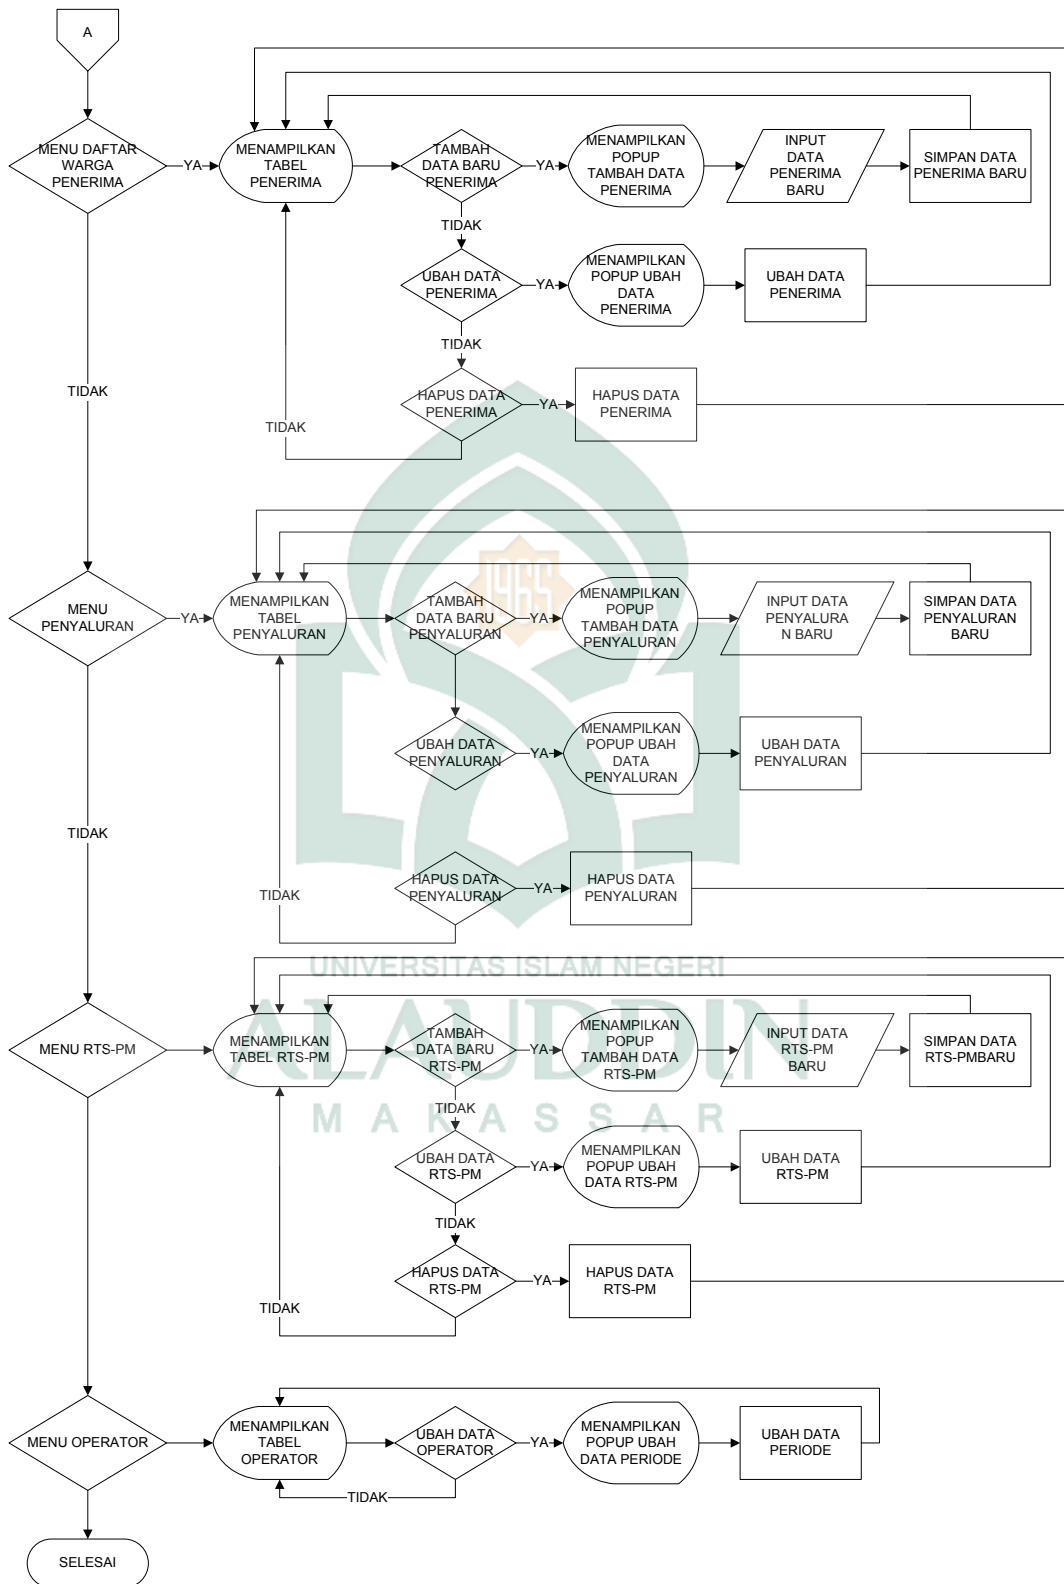 A
MENU DAFTAR
WARGA
PENERIMA
YA
MENAMPILKAN
TABEL
PENERIMA
TAMBAH
DATA BARU
PENERIMA
YA
MENAMPILKAN
POPUP
TAMBAH DATA
PENERIMA
INPUT
DATA
PENERIMA
BARU
SIMPAN DATA
PENERIMA BARU
TIDAK
UBAH DATA
PENERIMA
YA
MENAMPILKAN
POPUP UBAH
DATA
PENERIMA
UBAH DATA
PENERIMA
TIDAK
HAPUS DATA
PENERIMA
YA
HAPUS DATA
PENERIMA
TIDAK
TIDAK
1965
MENU
PENYALURAN
YA
MENAMPILKAN
TABEL
PENYALURAN
TAMBAH
DATA BARU
PENYALURAN
YA
MENAMPILKAN
POPUP
TAMBAH DATA
PENYALURAN
INPUT DATA
PENYALURA
N BARU
SIMPAN DATA
PENYALURAN
BARU
UBAH DATA
PENYALURAN
YA
MENAMPILKAN
POPUP UBAH
DATA
PENYALURAN
UBAH DATA
PENYALURAN
TIDAK
HAPUS DATA
PENYALURAN
YA
HAPUS DATA
PENYALURAN
TIDAK
UNIVERSITAS ISLAM NEGERI
ALAUDDIN
MAKASSAR
MENU RTS-PM
MENAMPILKAN
TABEL RTS-PM
TAMBAH
DATA BARU
RTS-PM
YA
MENAMPILKAN
POPUP
TAMBAH DATA
RTS-PM
INPUT DATA
RTS-PM
BARU
SIMPAN DATA
RTS-PMBARU
TIDAK
UBAH DATA
RTS-PM
YA
MENAMPILKAN
POPUP UBAH
DATA RTS-PM
UBAH DATA
RTS-PM
TIDAK
HAPUS DATA
RTS-PM
YA
HAPUS DATA
RTS-PM
TIDAK
MENU OPERATOR
MENAMPILKAN
TABEL
OPERATOR
UBAH DATA
OPERATOR
YA
MENAMPILKAN
POPUP UBAH
DATA PERIODE
UBAH DATA
PERIODE
TIDAK
SELESAI